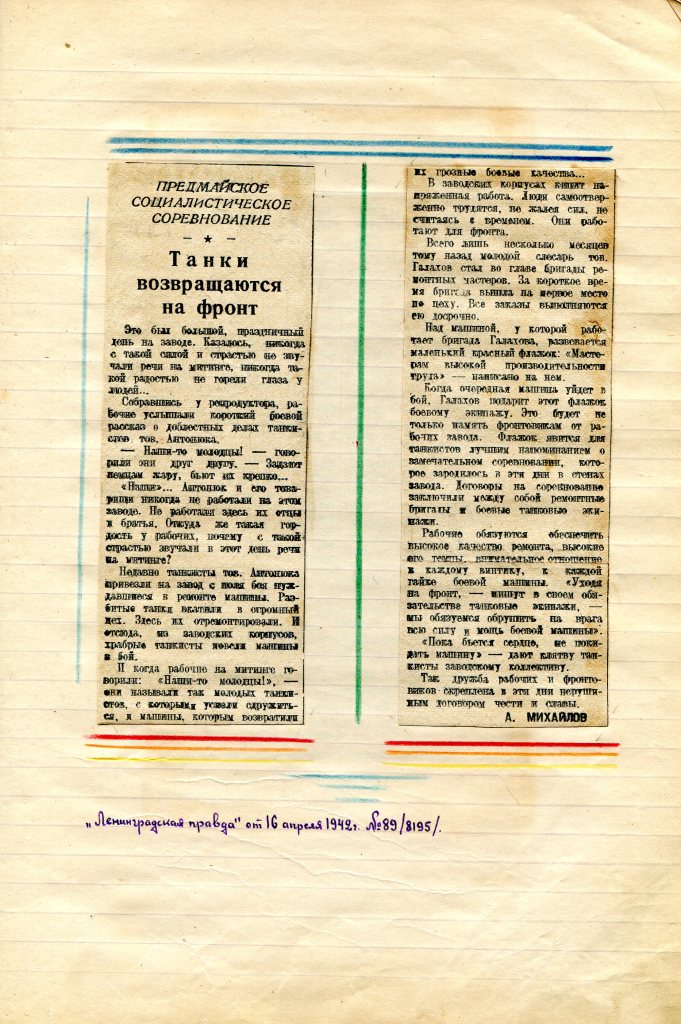 ПРЕДМАЙСКОЕ
СОЦИАЛИСТИЧЕСКОЕ
СОРЕВНОВАНИЕ
— ★ —
Танки
возвращаются
на фронт
Это был большой, праздничный
день на заводе. Казалось, никогда
с такой силой и страстью не зву-
чали речи на митинге, никогда та-
кой радостью не горели глаза у
людей...
Собравшись у репродуктора, ра-
бочие услышали короткий боевой
рассказ о доблестных делах танки-
стов тов. Антонюка.
— Наши-то молодцы! — гово-
рили они друг другу. — Задают
немцам жару, бьют их крепко...
«Наши»... Антонюк и его това-
рищи никогда не работали на этом
заводе. Не работали здесь их отцы
и братья. Откуда же такая гор-
дость у рабочих, почему с такой
страстью звучали в этот день речи
на митинге?
Недавно танкисты тов. Антонюка
привезли на завод с поля боя нуж-
давшиеся в ремонте машины. Раз-
битые танки вкатили в огромный
цех. Здесь их отремонтировали. И
отсюда, из заводских корпусов,
храбрые танкисты повели машины
в бой.
И когда рабочие на митинге го-
ворили: «Наши-то молодцы!», —
они называли так молодых танки-
стов, с которыми успели сдружить-
ся, и машины, которым возвратили
их грозные боевые качества...
В заводских корпусах кипит на-
пряженная работа. Люди самоотвер-
женно трудятся, не жалея сил, не
считаясь с временем. Они рабо-
тают для фронта.
Всего лишь несколько месяцев
тому назад молодой слесарь тов.
Галахов стал во главе бригады ре-
монтных мастеров. За короткое вре-
мя бригада вышла на первое место
по цеху. Все заказы выполняются
ею досрочно.
Над машиной, у которой рабо-
тает бригада Галахова, развевается
маленький красный флажок: «Масте-
рам высокой производительности
труда» — написано на нем.
Когда очередная машина уйдет в
бой, Галахов подарит этот флажок
боевому экипажу. Это будет не
только память фронтовикам от ра-
бочих завода. Флажок явится для
танкистов лучшим напоминанием о
замечательном соревновании, кото-
рое зародилось в эти дни в стенах
завода. Договоры на соревнование
заключили между собой ремонтные
бригады и боевые танковые эки-
пажи.
Рабочие обязуются обеспечить
высокое качество ремонта, высокие
его темпы, внимательное отношение
к каждому винтику, к каждой
гайке боевой машины. «Уходя
на фронт, — пишут в своем обя-
зательстве танковые экипажи, —
мы обязуемся обрушить на врага
всю силу и мощь боевой машины».
«Пока бьется сердце, не поки-
дать машину» — дают клятву тан-
кисты заводскому коллективу.
Так дружба рабочих и фронто-
виков скреплена в эти дни неруши-
мым договором чести и славы.
А. МИХАЙЛОВ
„Ленинградская правда" от 16 апреля 1942г. №89/8195/.